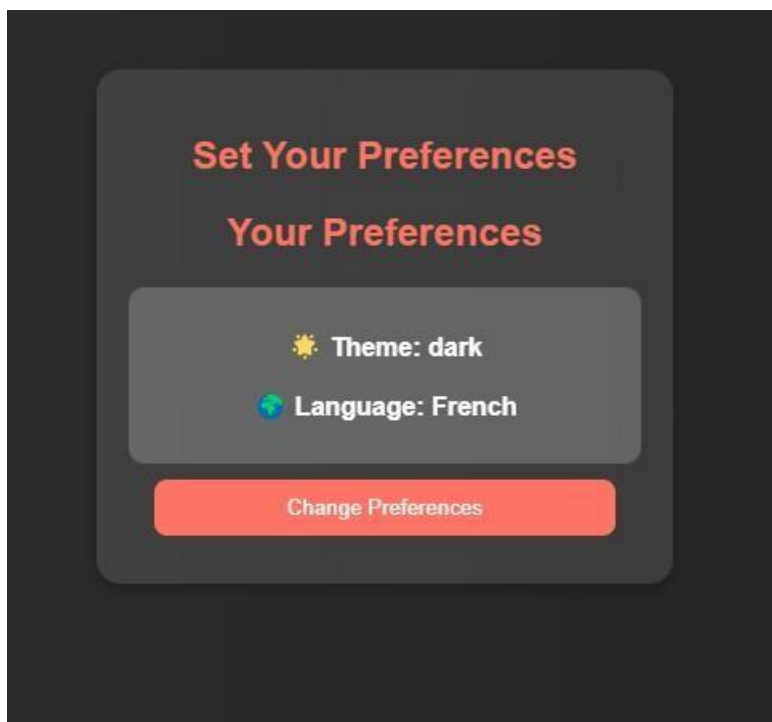 Set Your Preferences
Your Preferences
🌟 Theme: dark
🌍 Language: French
Change Preferences